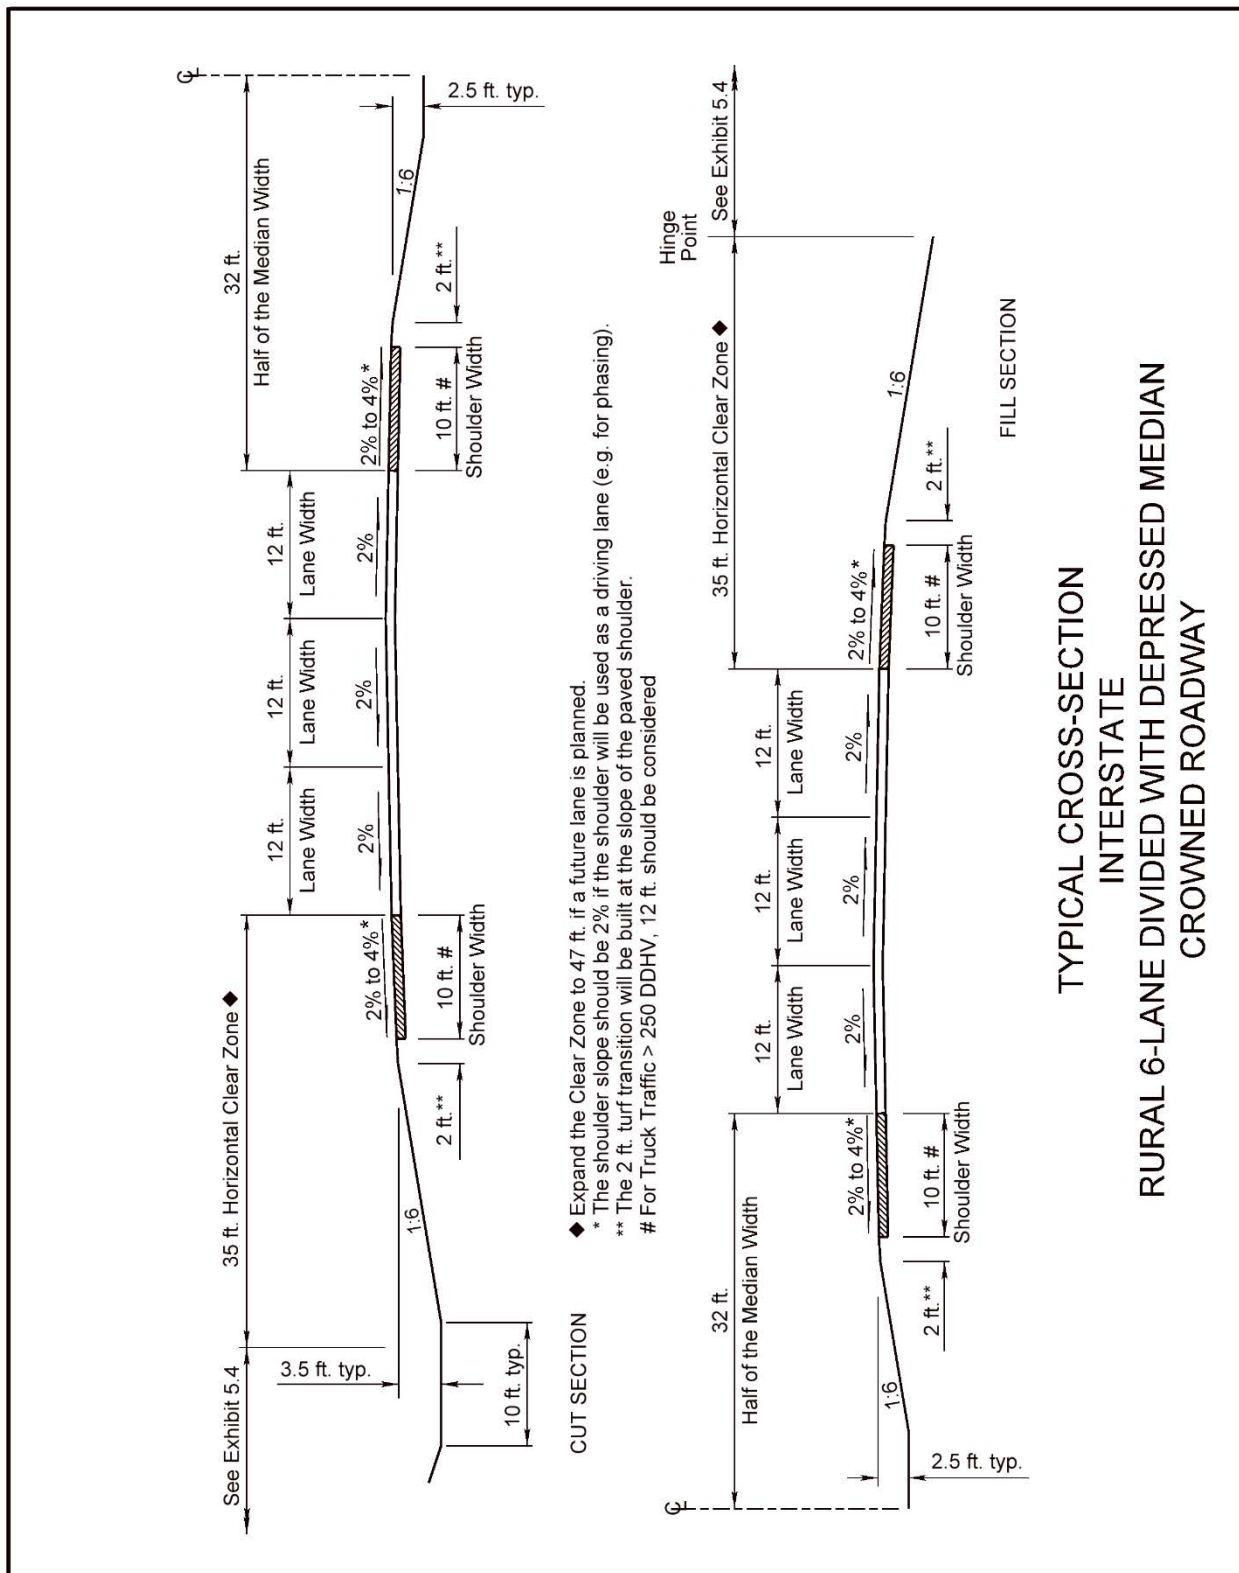 See Exhibit 5.4
35 ft. Horizontal Clear Zone ◆
12 ft.
Lane Width
12 ft.
Lane Width
12 ft.
Lane Width
32 ft.
Half of the Median Width
℄
3.5 ft. typ.
2% to 4%*
2%
2%
2%
2% to 4%*
2.5 ft. typ.
1:6
1:6
2 ft.**
10 ft. #
Shoulder Width
10 ft. #
Shoulder Width
2 ft.**
10 ft. typ.
CUT SECTION
◆ Expand the Clear Zone to 47 ft. if a future lane is planned.
* The shoulder slope should be 2% if the shoulder will be used as a driving lane (e.g. for phasing).
** The 2 ft. turf transition will be built at the slope of the paved shoulder.
# For Truck Traffic > 250 DDHV, 12 ft. should be considered
℄
32 ft.
Half of the Median Width
12 ft.
Lane Width
12 ft.
Lane Width
12 ft.
Lane Width
35 ft. Horizontal Clear Zone ◆
Hinge
Point
See Exhibit 5.4
2% to 4%*
2%
2%
2%
2% to 4%*
1:6
1:6
2.5 ft. typ.
2 ft.**
10 ft. #
Shoulder Width
10 ft. #
Shoulder Width
2 ft.**
FILL SECTION
TYPICAL CROSS-SECTION
INTERSTATE
RURAL 6-LANE DIVIDED WITH DEPRESSED MEDIAN
CROWNED ROADWAY